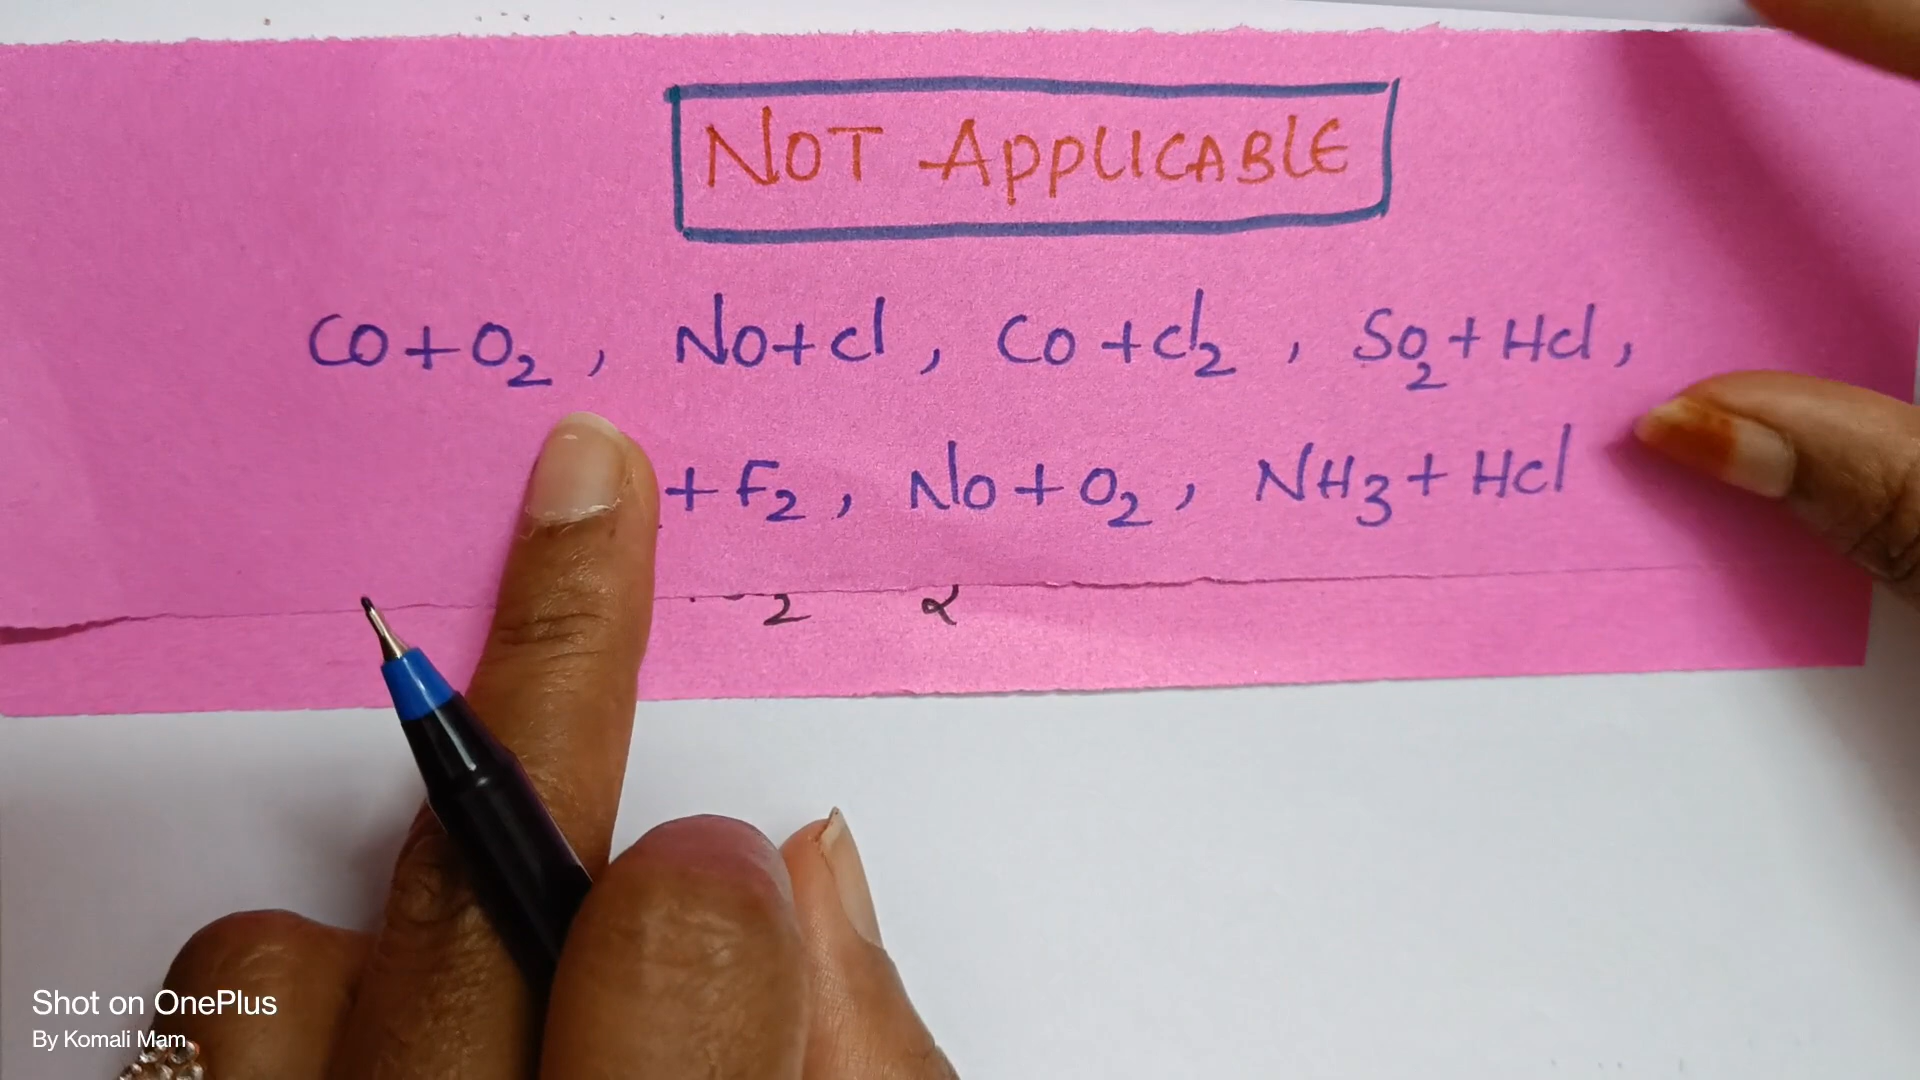 NOT APPLICABLE
CO + O2 , No + cl , Co + cl2 , SO2 + Hcl ,
+ F2 , No + O2 , NH3 + Hcl
2 α
Shot on OnePlus
By Komali Mam